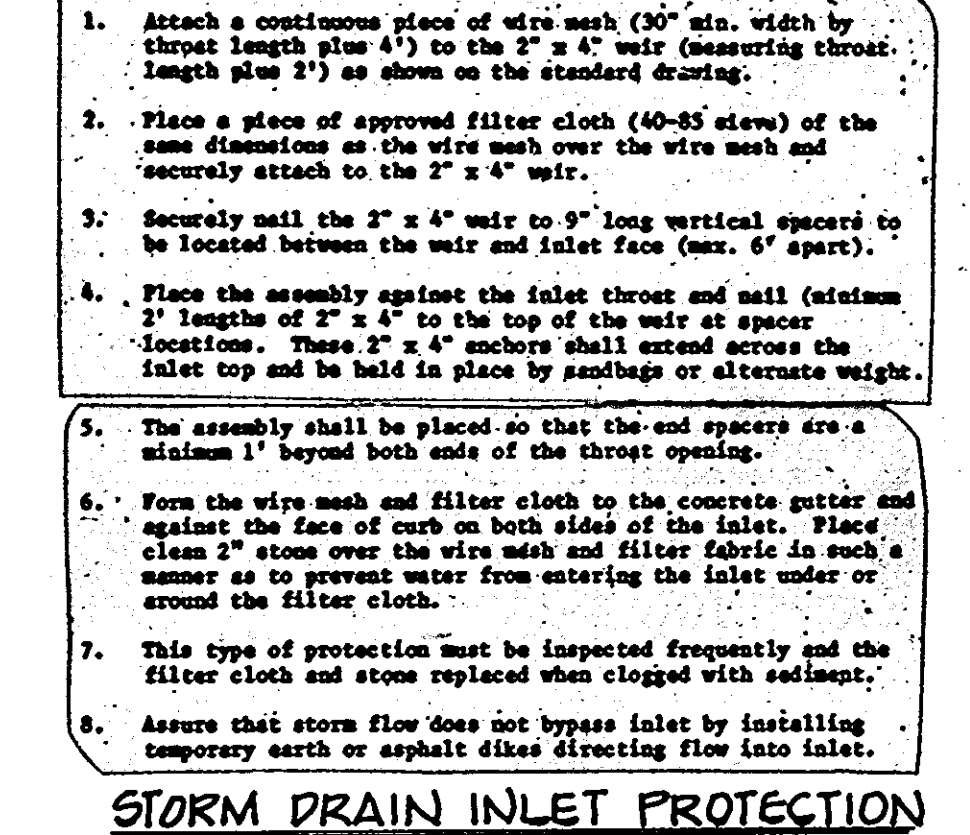 1. Attach a continuous piece of wire mesh (30" min. width by
throat length plus 4') to the 2" x 4" weir (measuring throat
length plus 2') as shown on the standard drawing.
2. Place a piece of approved filter cloth (40-85 sieve) of the
same dimensions as the wire mesh over the wire mesh and
securely attach to the 2" x 4" weir.
3. Securely nail the 2" x 4" weir to 9" long vertical spacers to
be located between the weir and inlet face (max. 6' apart).
4. Place the assembly against the inlet throat and nail (minimum
2' lengths of 2" x 4" to the top of the weir at spacer
locations. These 2" x 4" anchors shall extend across the
inlet top and be held in place by sandbags or alternate weight.
5. The assembly shall be placed so that the end spacers are a
minimum 1' beyond both ends of the throat opening.
6. Form the wire mesh and filter cloth to the concrete gutter and
against the face of curb on both sides of the inlet. Place
clean 2" stone over the wire mesh and filter fabric in such a
manner as to prevent water from entering the inlet under or
around the filter cloth.
7. This type of protection must be inspected frequently and the
filter cloth and stone replaced when clogged with sediment.
8. Assure that storm flow does not bypass inlet by installing
temporary earth or asphalt dikes directing flow into inlet.
STORM DRAIN INLET PROTECTION